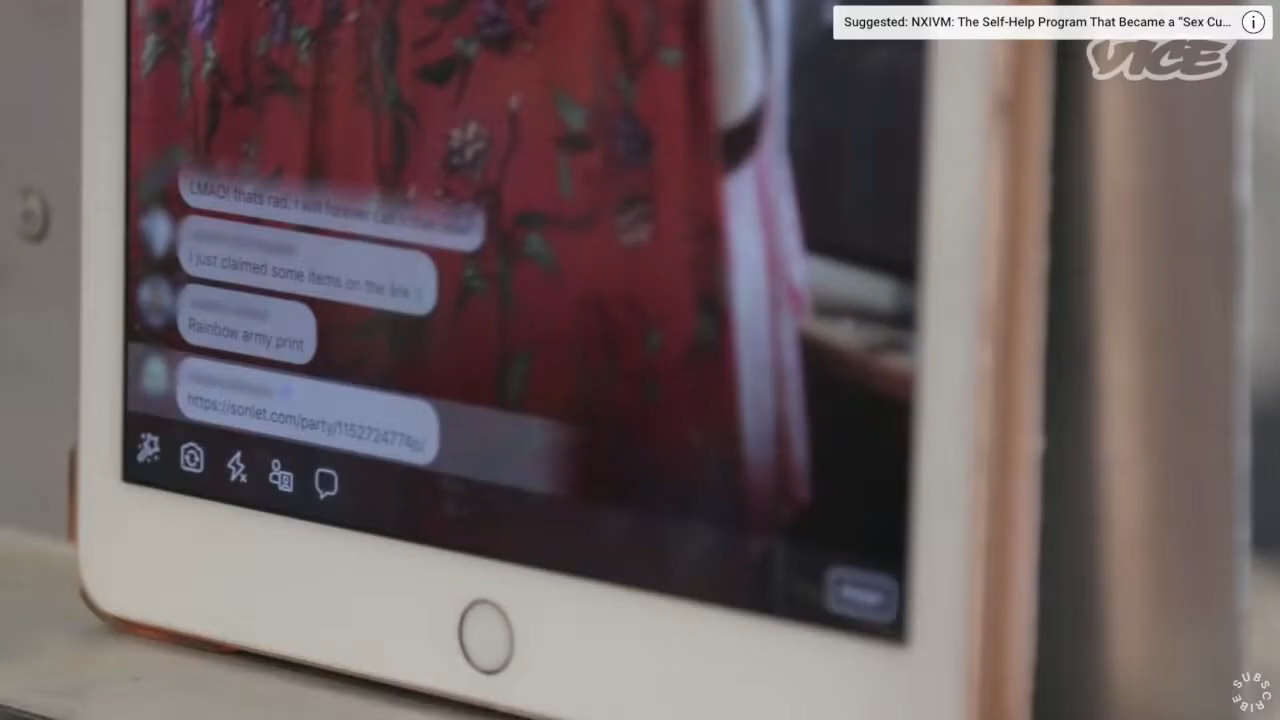 Suggested: NXIVM: The Self-Help Program That Became a “Sex Cu...
VICE
LMAO! thats rad. I will forever
I just claimed some items on the link :)
Rainbow army print
https://sonlet.com/party/1152724774
SUBSCRIBE